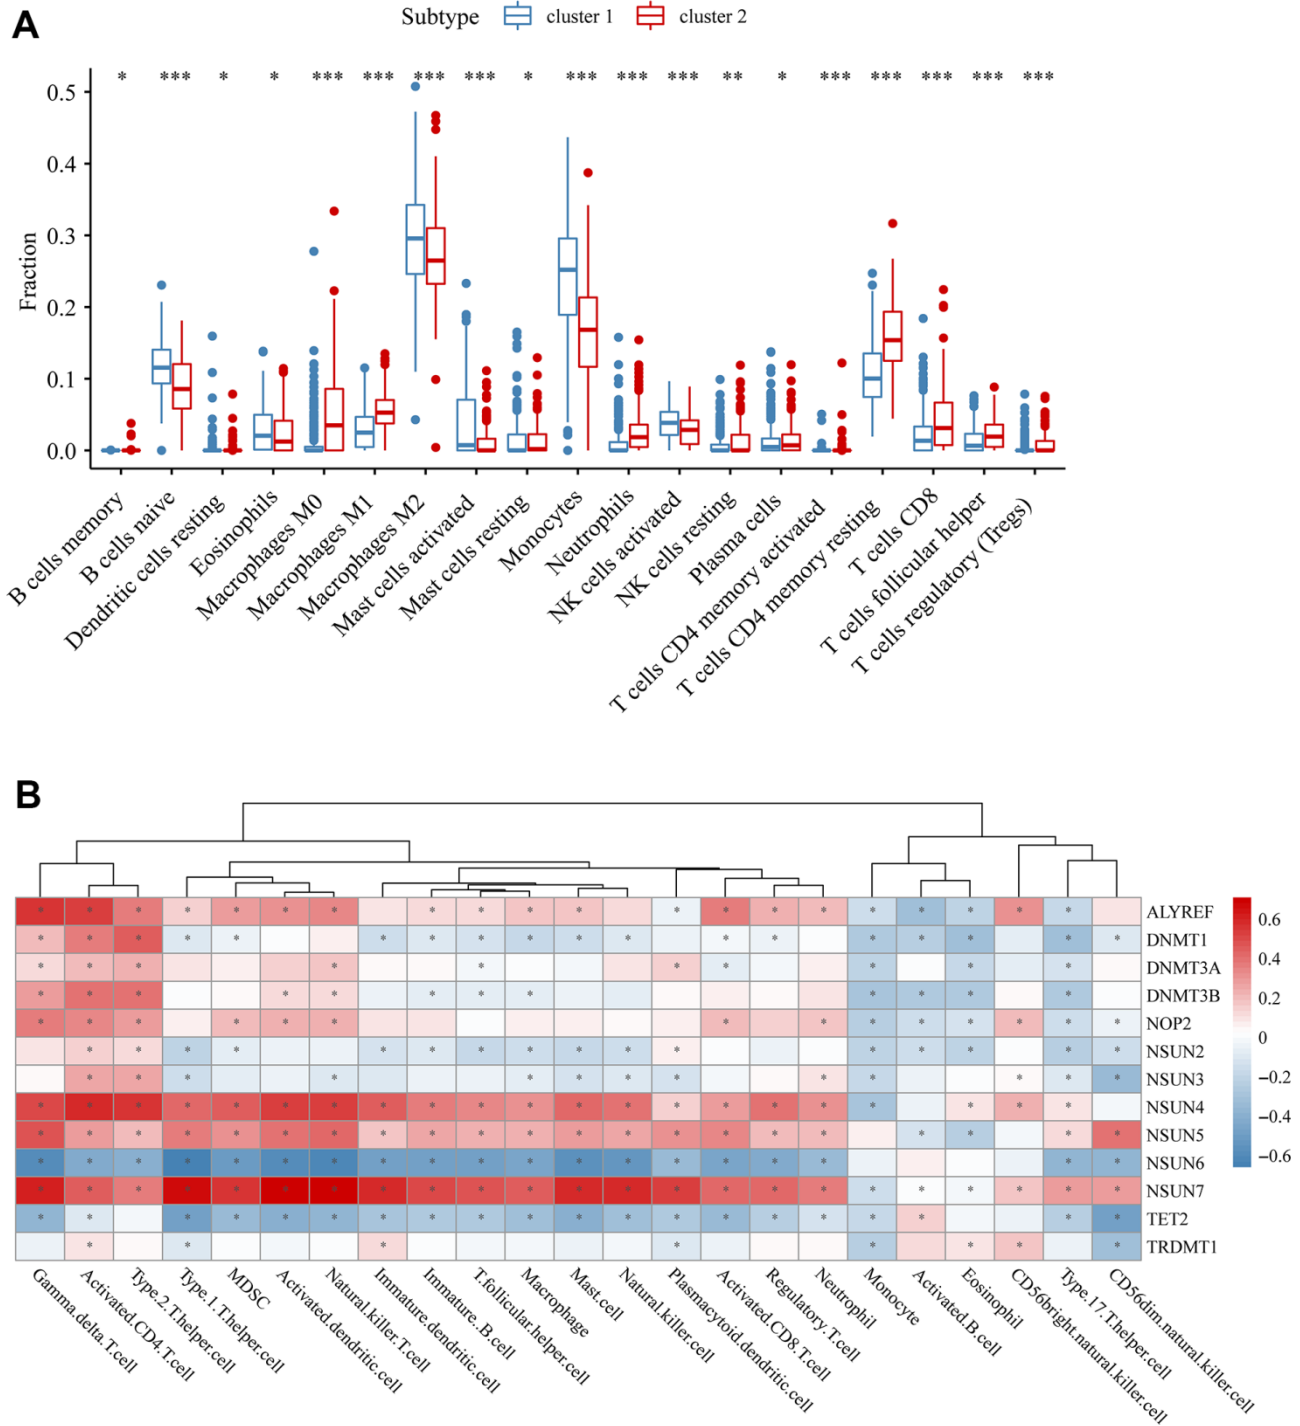 A
Subtype cluster 1 cluster 2
* *** * * *** *** *** *** * *** *** *** ** * *** *** *** *** ***
Fraction
0.5
0.4
0.3
0.2
0.1
0.0
B cells memory
B cells naive
Dendritic cells resting
Eosinophils
Macrophages M0
Macrophages M1
Macrophages M2
Mast cells activated
Mast cells resting
Monocytes
Neutrophils
NK cells activated
NK cells resting
Plasma cells
T cells CD4 memory activated
T cells CD4 memory resting
T cells CD8
T cells follicular helper
T cells regulatory (Tregs)
B
ALYREF
DNMT1
DNMT3A
DNMT3B
NOP2
NSUN2
NSUN3
NSUN4
NSUN5
NSUN6
NSUN7
TET2
TRDMT1
0.6
0.4
0.2
0
−0.2
−0.4
−0.6
Gamma.delta.T.cell
Activated.CD4.T.cell
Type.2.T.helper.cell
Type.1.T.helper.cell
MDSC
Activated.dendritic.cell
Natural.killer.T.cell
Immature.dendritic.cell
Immature..B.cell
T.follicular.helper.cell
Macrophage
Mast.cell
Natural.killer.cell
Plasmacytoid.dendritic.cell
Activated.CD8.T.cell
Regulatory.T.cell
Neutrophil
Monocyte
Activated.B.cell
Eosinophil
CD56bright.natural.killer.cell
Type.17.T.helper.cell
CD56dim.natural.killer.cell